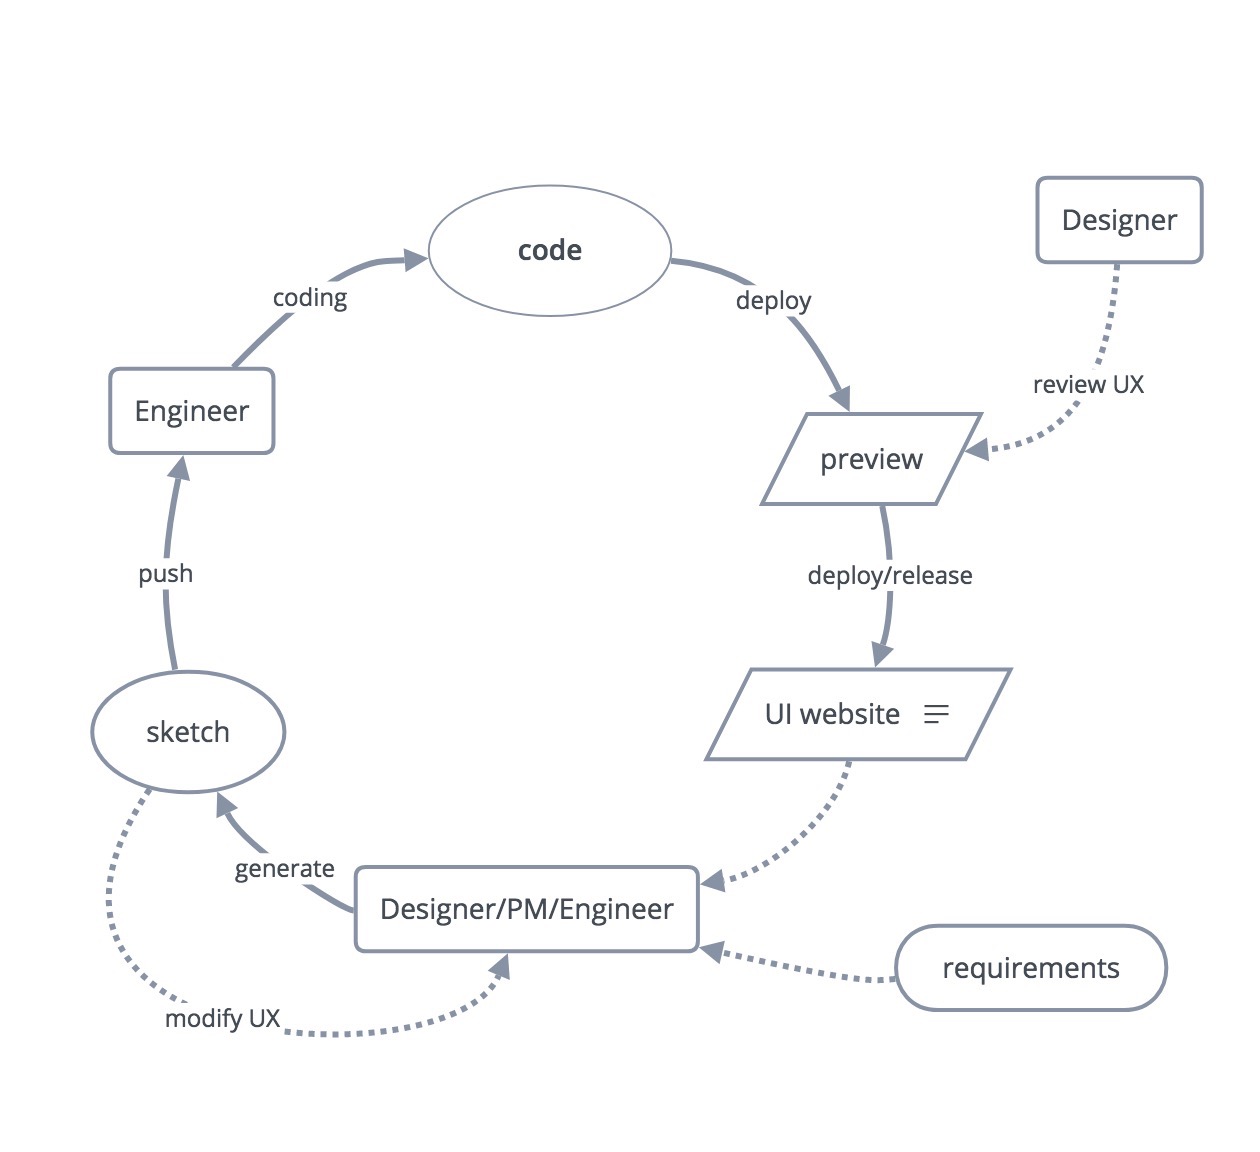 code
Designer
coding
deploy
review UX
Engineer
preview
push
deploy/release
sketch
UI website
generate
Designer/PM/Engineer
requirements
modify UX